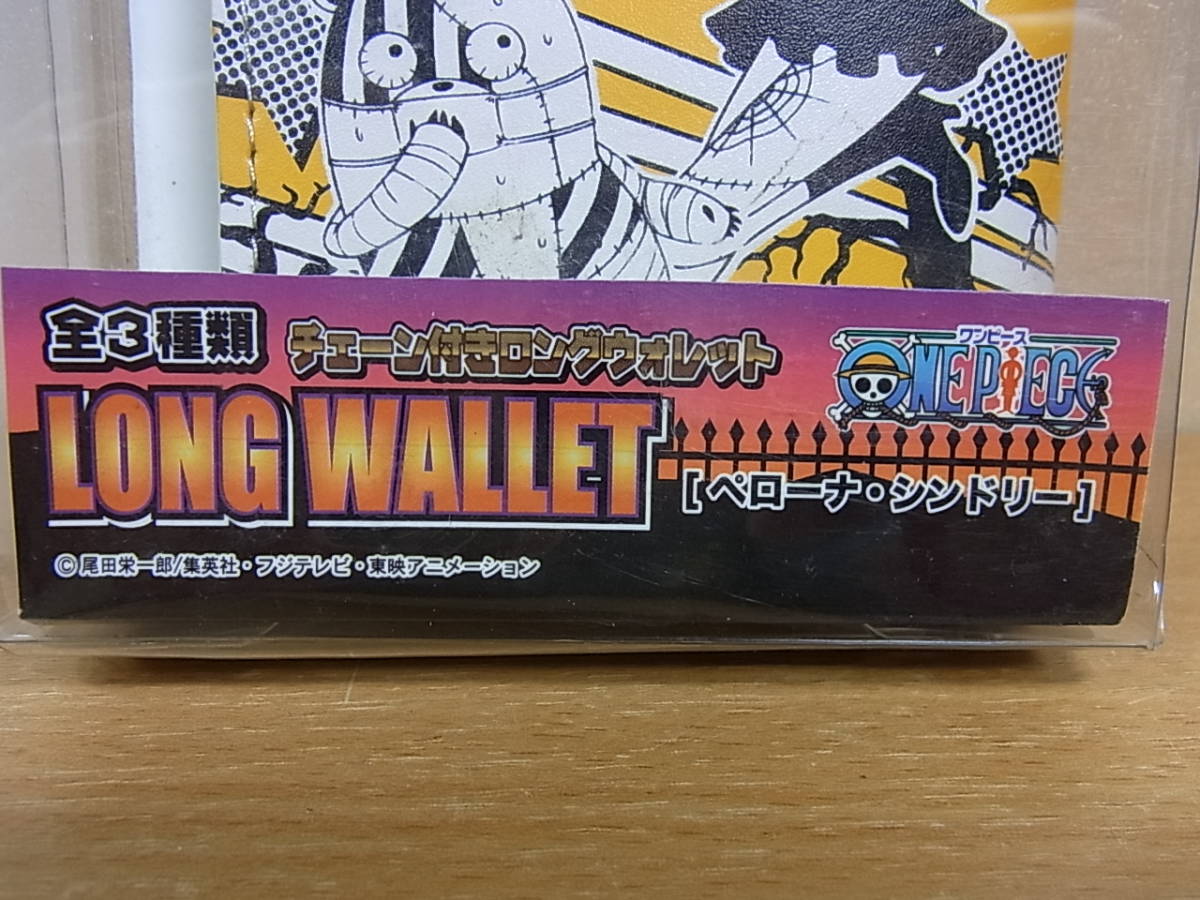 全3種類 チェーン付きロングウォレット
LONG WALLET
ワンピース
ONE PIECE
[ペローナ・シンドリー]
©尾田栄一郎/集英社・フジテレビ・東映アニメーション